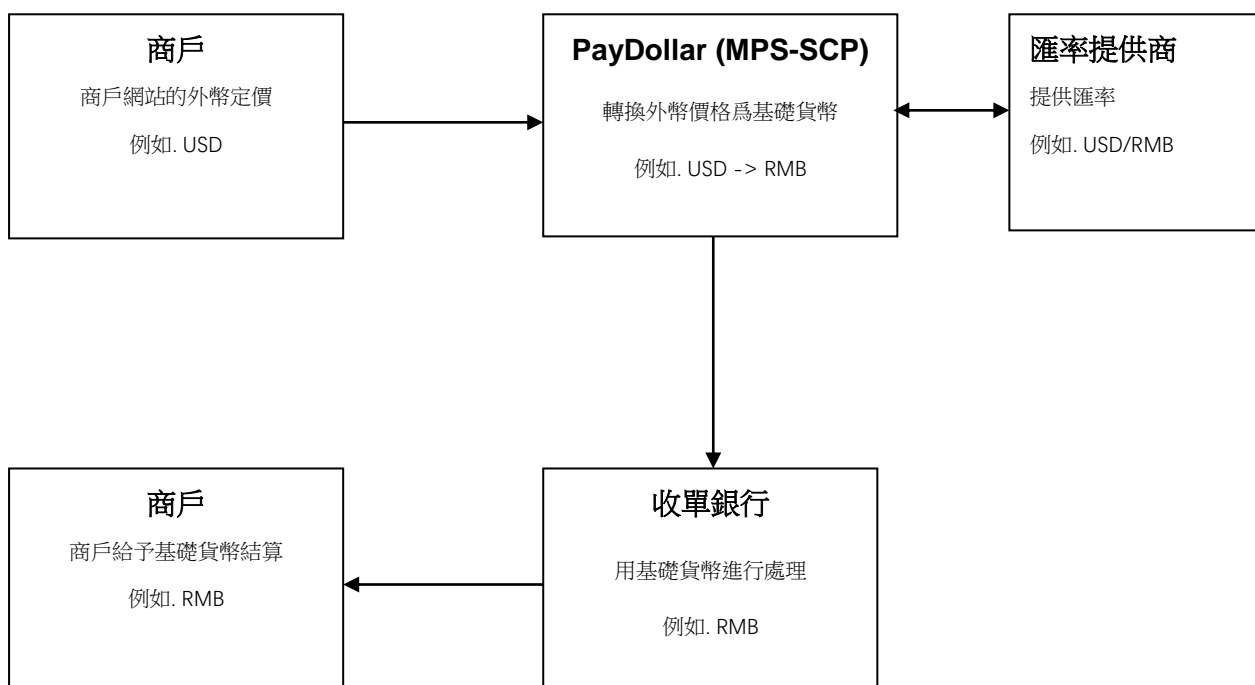 商戶
商戶網站的外幣定價
例如. USD
PayDollar (MPS-SCP)
轉換外幣價格爲基礎貨幣
例如. USD -> RMB
匯率提供商
提供匯率
例如. USD/RMB
商戶
商戶給予基礎貨幣結算
例如. RMB
收單銀行
用基礎貨幣進行處理
例如. RMB